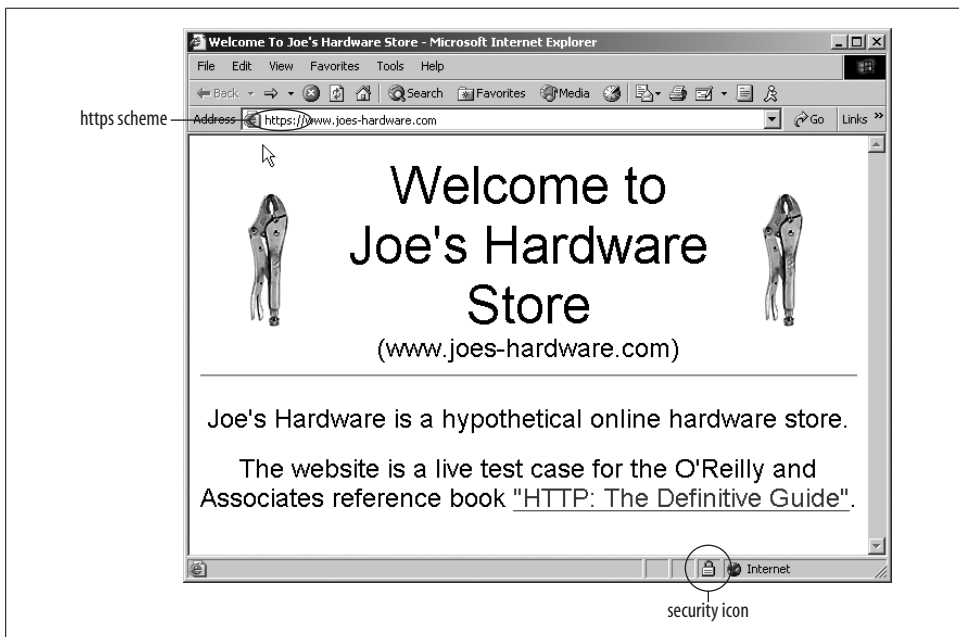 Welcome To Joe's Hardware Store - Microsoft Internet Explorer
File Edit View Favorites Tools Help
Back Search Favorites Media
https scheme
Address https://www.joes-hardware.com Go Links »
Welcome to
Joe's Hardware
Store
(www.joes-hardware.com)
Joe's Hardware is a hypothetical online hardware store.
The website is a live test case for the O'Reilly and
Associates reference book "HTTP: The Definitive Guide".
Internet
security icon